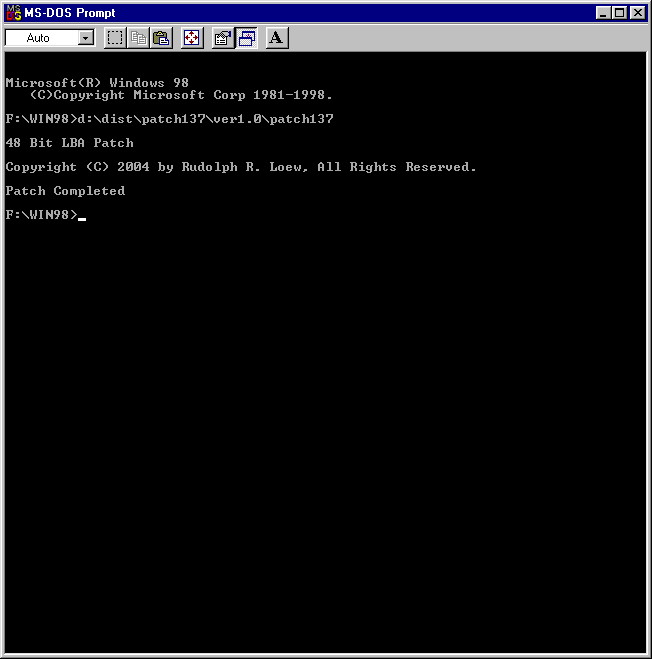 MS-DOS Prompt
Auto
A
Microsoft(R) Windows 98
(C)Copyright Microsoft Corp 1981-1998.
F:\WIN98>d:\dist\patch137\ver1.0\patch137
48 Bit LBA Patch
Copyright (C) 2004 by Rudolph R. Loew, All Rights Reserved.
Patch Completed
F:\WIN98>